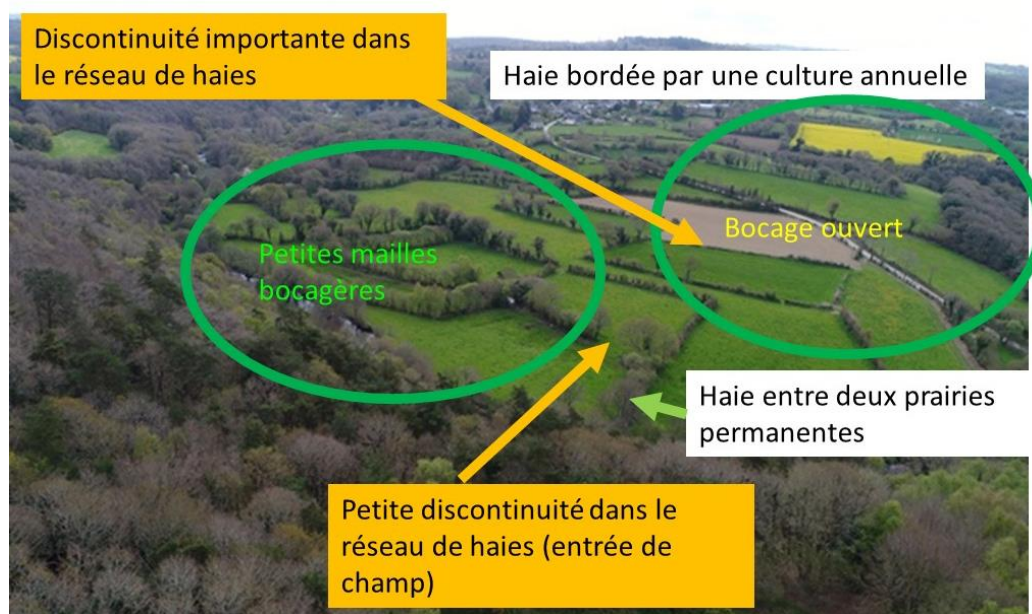 Discontinuité importante dans
le réseau de haies
Haie bordée par une culture annuelle
Petites mailles
bocagères
Bocage ouvert
Haie entre deux prairies
permanentes
Petite discontinuité dans le
réseau de haies (entrée de
champ)